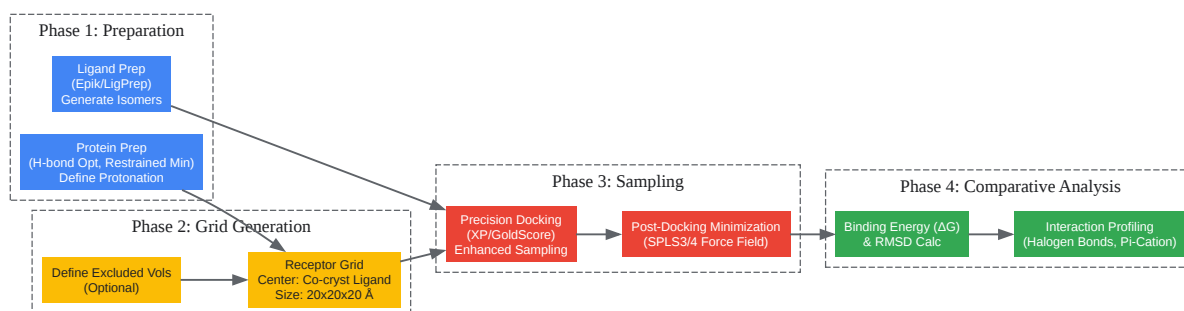 Phase 1: Preparation
Ligand Prep
(Epik/LigPrep)
Generate Isomers
Protein Prep
(H-bond Opt, Restrained Min)
Define Protonation
Phase 2: Grid Generation
Define Excluded Vols
(Optional)
Receptor Grid
Center: Co-cryst Ligand
Size: 20x20x20 Å
Phase 3: Sampling
Precision Docking
(XP/GoldScore)
Enhanced Sampling
Post-Docking Minimization
(SPLS3/4 Force Field)
Phase 4: Comparative Analysis
Binding Energy (ΔG)
& RMSD Calc
Interaction Profiling
(Halogen Bonds, Pi-Cation)